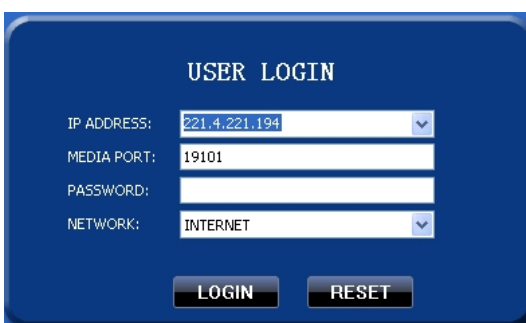 USER LOGIN
IP ADDRESS: 221.4.221.194
MEDIA PORT: 19101
PASSWORD:
NETWORK: INTERNET
LOGIN RESET